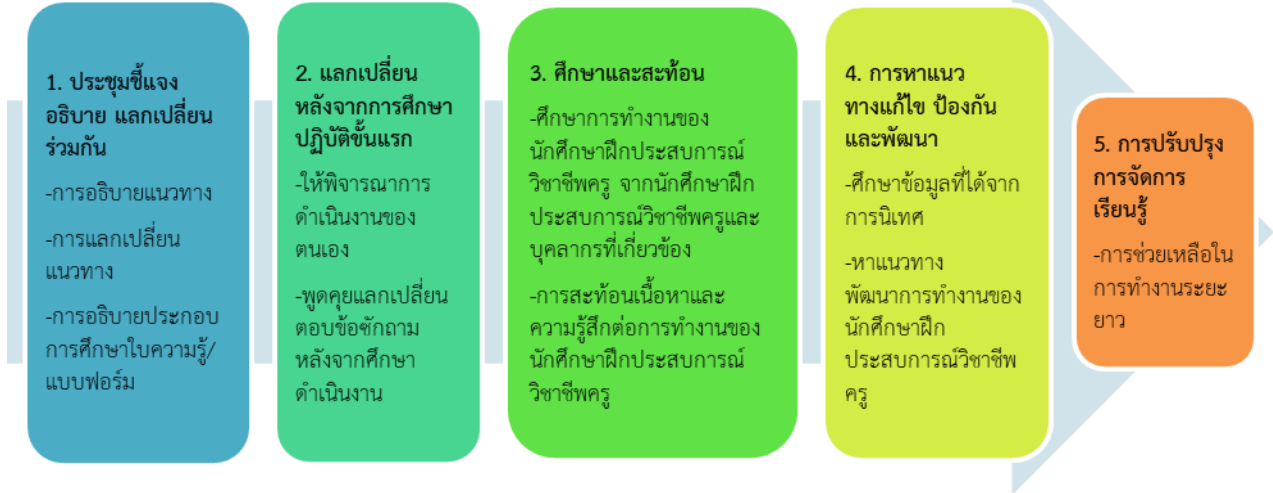 1. ประชุมชี้แจง
อธิบาย แลกเปลี่ยน
ร่วมกัน
-การอธิบายแนวทาง
-การแลกเปลี่ยน
แนวทาง
-การอธิบายประกอบ
การศึกษาใบความรู้/
แบบฟอร์ม
2. แลกเปลี่ยน
หลังจากการศึกษา
ปฏิบัติขั้นแรก
-ให้พิจารณาการ
ดำเนินงานของ
ตนเอง
-พูดคุยแลกเปลี่ยน
ตอบข้อซักถาม
หลังจากศึกษา
ดำเนินงาน
3. ศึกษาและสะท้อน
-ศึกษาการทำงานของ
นักศึกษาฝึกประสบการณ์
วิชาชีพครู จากนักศึกษาฝึก
ประสบการณ์วิชาชีพครูและ
บุคลากรที่เกี่ยวข้อง
-การสะท้อนเนื้อหาและ
ความรู้สึกต่อการทำงานของ
นักศึกษาฝึกประสบการณ์
วิชาชีพครู
4. การหาแนว
ทางแก้ไข ป้องกัน
และพัฒนา
-ศึกษาข้อมูลที่ได้จาก
การนิเทศ
-หาแนวทาง
พัฒนาการทำงานของ
นักศึกษาฝึก
ประสบการณ์วิชาชีพ
ครู
5. การปรับปรุง
การจัดการ
เรียนรู้
-การช่วยเหลือใน
การทำงานระยะ
ยาว